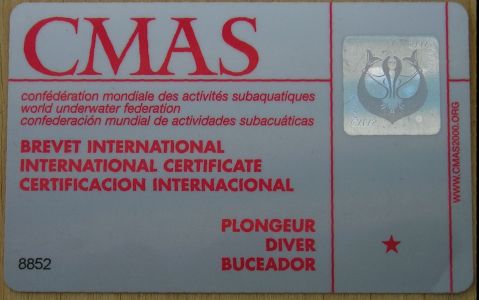 CMAS
confédération mondiale des activités subaquatiques
world underwater federation
confederación mundial de actividades subacuáticas
BREVET INTERNATIONAL
INTERNATIONAL CERTIFICATE
CERTIFICACION INTERNACIONAL
PLONGEUR
DIVER
BUCEADOR
8852
WWW.CMAS2000.ORG